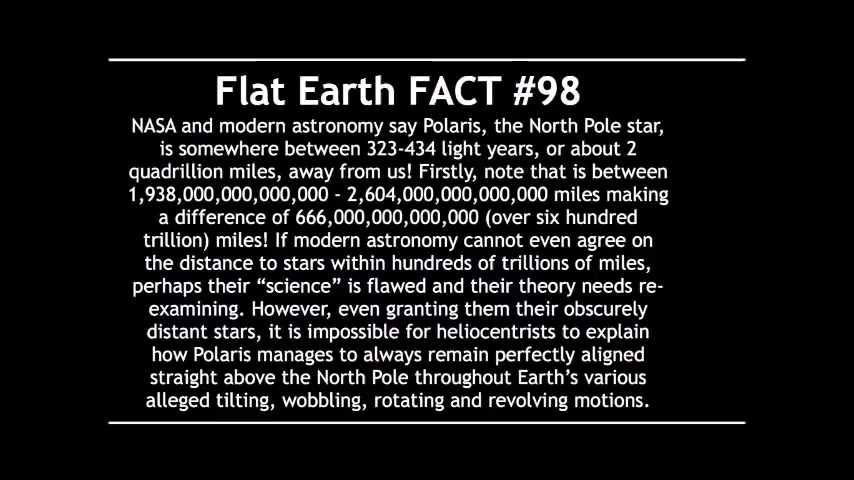 Flat Earth FACT #98
NASA and modern astronomy say Polaris, the North Pole star,
is somewhere between 323-434 light years, or about 2
quadrillion miles, away from us! Firstly, note that is between
1,938,000,000,000,000 - 2,604,000,000,000,000 miles making
a difference of 666,000,000,000,000 (over six hundred
trillion) miles! If modern astronomy cannot even agree on
the distance to stars within hundreds of trillions of miles,
perhaps their “science” is flawed and their theory needs re-
examining. However, even granting them their obscurely
distant stars, it is impossible for heliocentrists to explain
how Polaris manages to always remain perfectly aligned
straight above the North Pole throughout Earth’s various
alleged tilting, wobbling, rotating and revolving motions.